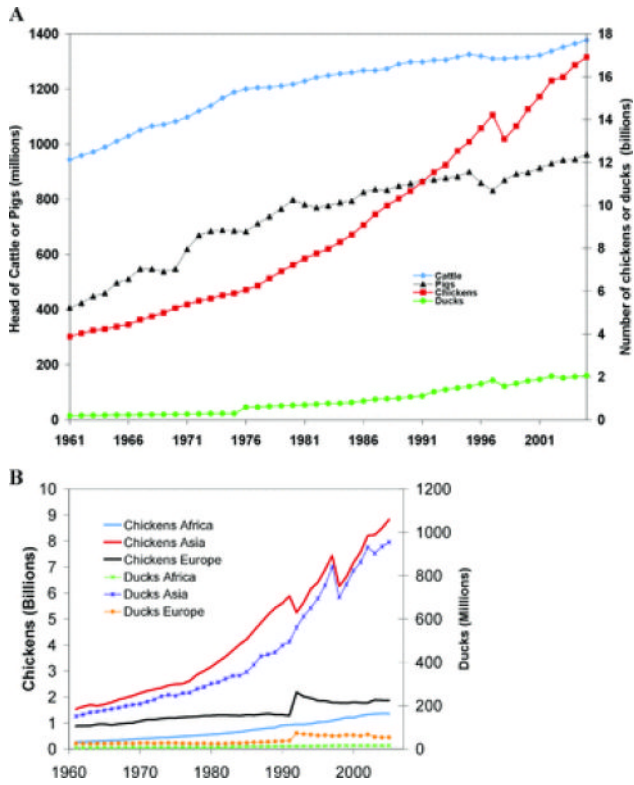 A
1400
1200
1000
800
600
400
200
0
Head of Cattle or Pigs (millions)
18
16
14
12
10
8
6
4
2
0
Number of chickens or ducks (billions)
Cattle
Pigs
Chickens
Ducks
1961 1966 1971 1976 1981 1986 1991 1996 2001
B
10
9
8
7
6
5
4
3
2
1
0
Chickens (Billions)
Chickens Africa
Chickens Asia
Chickens Europe
Ducks Africa
Ducks Asia
Ducks Europe
1200
1000
800
600
400
200
0
Ducks (Millions)
1960 1970 1980 1990 2000